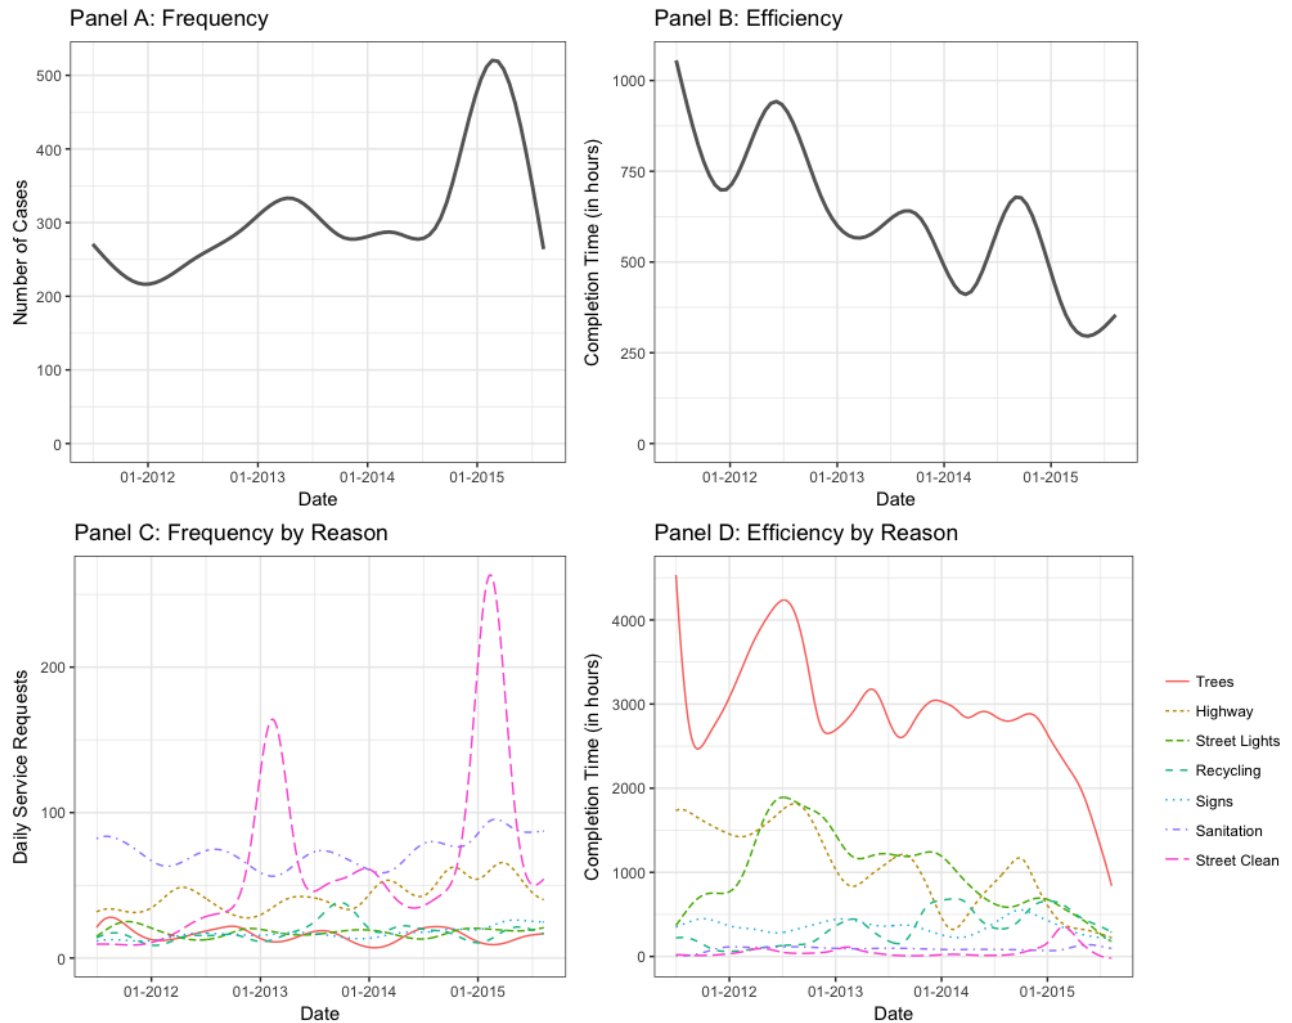 Panel A: Frequency
Number of Cases
500
400
300
200
100
0
01-2012 01-2013 01-2014 01-2015
Date
Panel B: Efficiency
Completion Time (in hours)
1000
750
500
250
0
01-2012 01-2013 01-2014 01-2015
Date
Panel C: Frequency by Reason
Daily Service Requests
200
100
0
01-2012 01-2013 01-2014 01-2015
Date
Panel D: Efficiency by Reason
Completion Time (in hours)
4000
3000
2000
1000
0
01-2012 01-2013 01-2014 01-2015
Date
Trees
Highway
Street Lights
Recycling
Signs
Sanitation
Street Clean